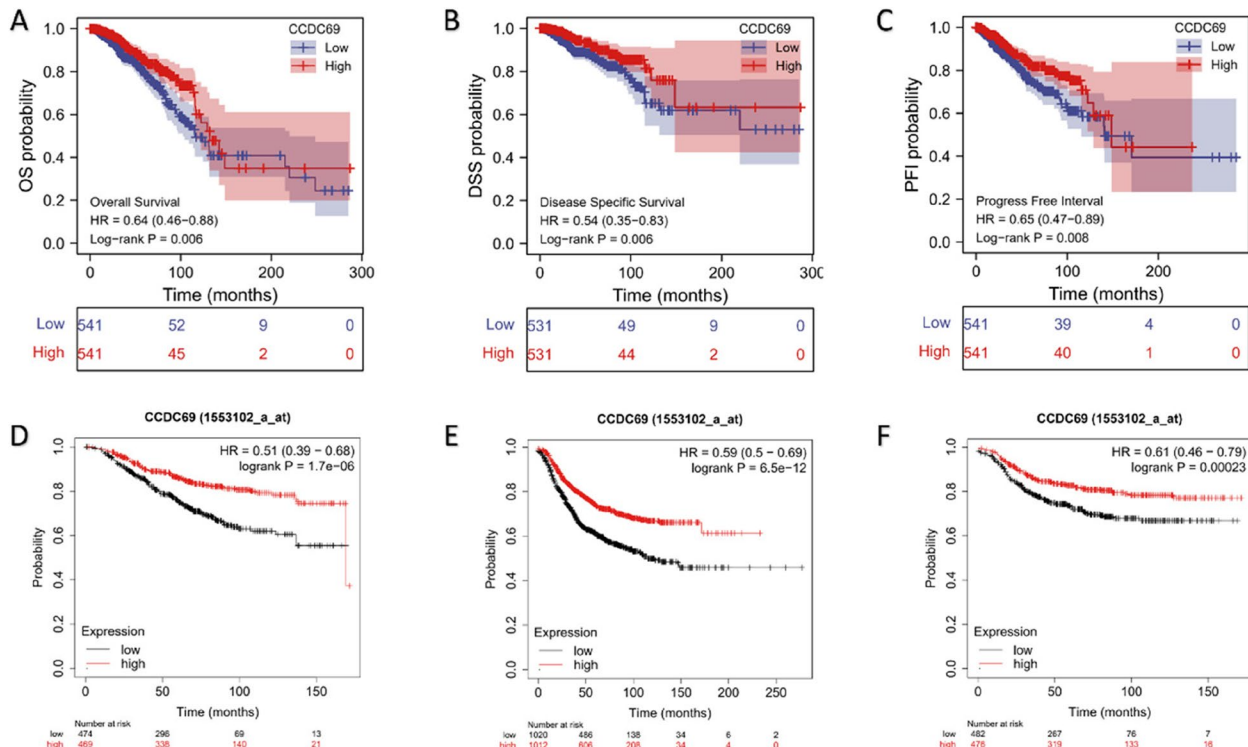 A
CCDC69
Low
High
OS probability
1.0
0.8
0.6
0.4
0.2
0.0
Overall Survival
HR = 0.64 (0.46−0.88)
Log−rank P = 0.006
0 100 200 300
Time (months)
Low 541 52 9 0
High 541 45 2 0
B
CCDC69
Low
High
DSS probability
1.0
0.8
0.6
0.4
0.2
0.0
Disease Specific Survival
HR = 0.54 (0.35−0.83)
Log−rank P = 0.006
0 100 200 30
Time (months)
Low 531 49 9 0
High 531 44 2 0
C
CCDC69
Low
High
PFI probability
1.0
0.8
0.6
0.4
0.2
0.0
Progress Free Interval
HR = 0.65 (0.47−0.89)
Log−rank P = 0.008
0 100 200
Time (months)
Low 541 39 4 0
High 541 40 1 0
D
CCDC69 (1553102_a_at)
HR = 0.51 (0.39 − 0.68)
logrank P = 1.7e−06
Probability
1.0
0.8
0.6
0.4
0.2
0.0
Expression
low
high
0 50 100 150
Time (months)
Number at risk
low 474 296 69 13
high 469 338 140 21
E
CCDC69 (1553102_a_at)
HR = 0.59 (0.5 − 0.69)
logrank P = 6.5e−12
Probability
1.0
0.8
0.6
0.4
0.2
0.0
Expression
low
high
0 50 100 150 200 250
Time (months)
Number at risk
low 1020 486 138 34 6 2
high 1012 606 208 34 4 0
F
CCDC69 (1553102_a_at)
HR = 0.61 (0.46 − 0.79)
logrank P = 0.00023
Probability
1.0
0.8
0.6
0.4
0.2
0.0
Expression
low
high
0 50 100 150
Time (months)
Number at risk
low 482 267 76 7
high 476 319 133 16